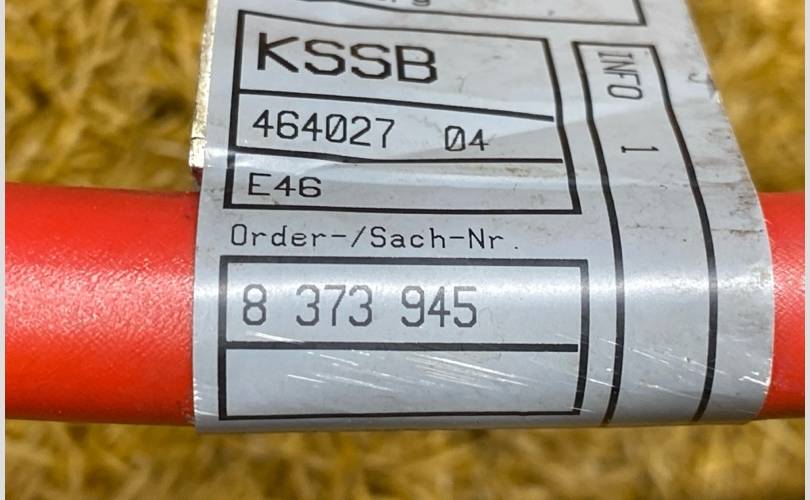 KSSB
464027 04
E46
Order-/Sach-Nr.
8 373 945
INFO 1